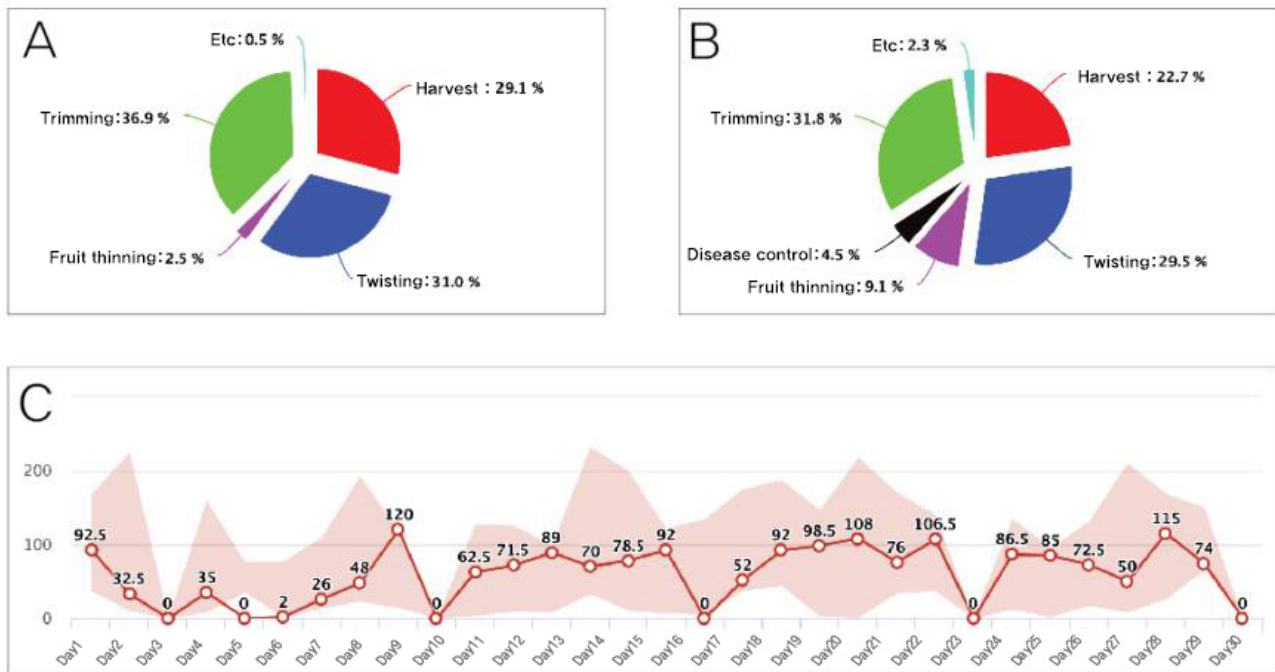 A
Etc:0.5 %
Harvest : 29.1 %
Trimming:36.9 %
Fruit thinning:2.5 %
Twisting:31.0 %
B
Etc: 2.3 %
Harvest : 22.7 %
Trimming:31.8 %
Disease control:4.5 %
Fruit thinning:9.1 %
Twisting:29.5 %
C
200
100
0
92.5 32.5 0 35 0 2 26 48 120 0 62.5 71.5 89 70 78.5 92 0 52 92 98.5 108 76 106.5 0 86.5 85 72.5 50 115 74 0
Day1 Day2 Day3 Day4 Day5 Day6 Day7 Day8 Day9 Day10 Day11 Day12 Day13 Day14 Day15 Day16 Day17 Day18 Day19 Day20 Day21 Day22 Day23 Day24 Day25 Day26 Day27 Day28 Day29 Day30